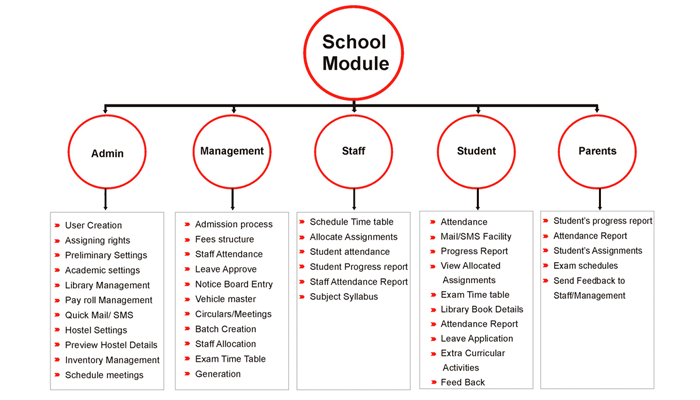 School
Module
Admin
Management
Staff
Student
Parents
User Creation
Assigning rights
Preliminary Settings
Academic settings
Library Management
Pay roll Management
Quick Mail/ SMS
Hostel Settings
Preview Hostel Details
Inventory Management
Schedule meetings
Admission process
Fees structure
Staff Attendance
Leave Approve
Notice Board Entry
Vehicle master
Circulars/Meetings
Batch Creation
Staff Allocation
Exam Time Table
Generation
Schedule Time table
Allocate Assignments
Student attendance
Student Progress report
Staff Attendance Report
Subject Syllabus
Attendance
Mail/SMS Facility
Progress Report
View Allocated
Assignments
Exam Time table
Library Book Details
Attendance Report
Leave Application
Extra Curricular
Activities
Feed Back
Student's progress report
Attendance Report
Student's Assignments
Exam schedules
Send Feedback to
Staff/Management